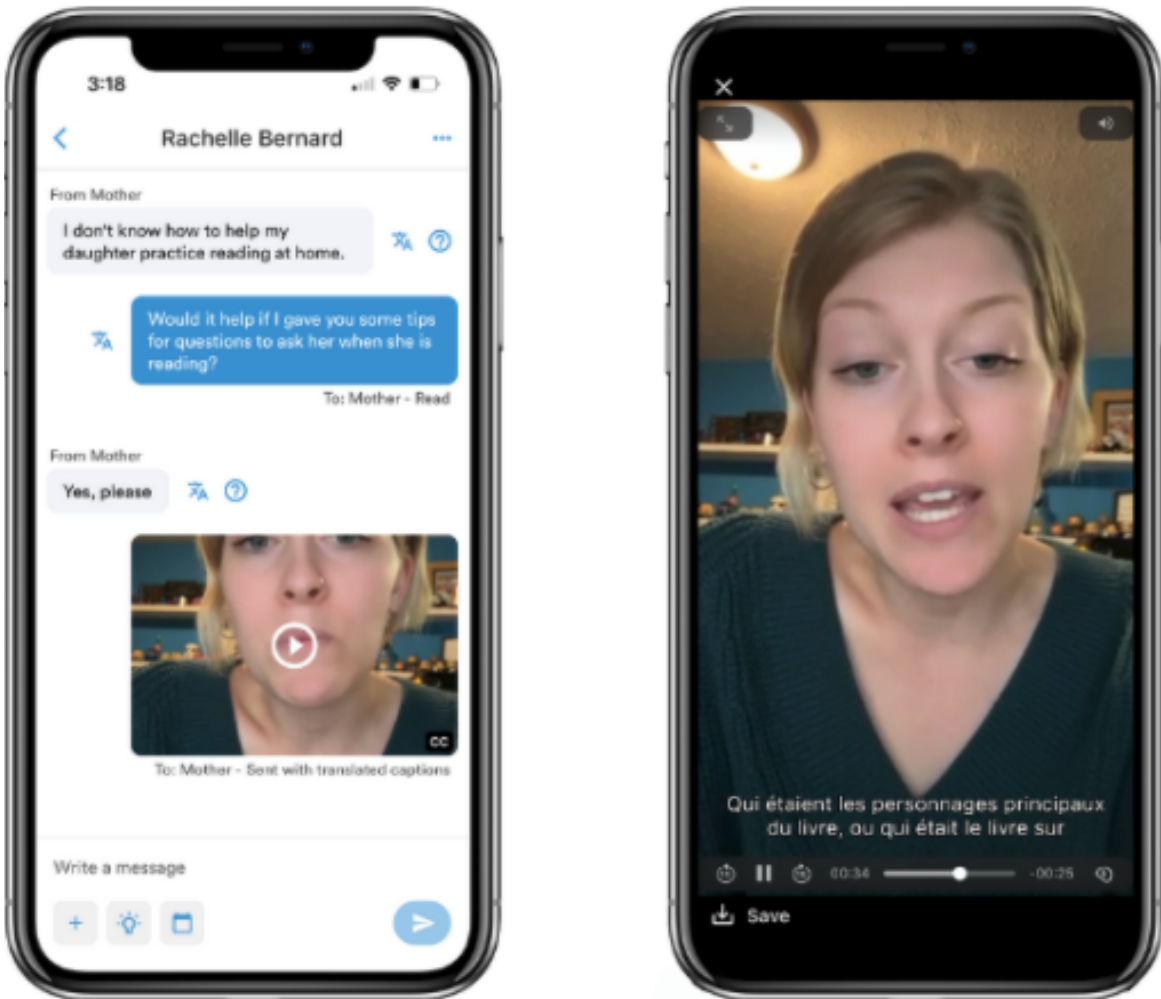 3:18
Rachelle Bernard
From Mother
I don't know how to help my
daughter practice reading at home.
Would it help if I gave you some tips
for questions to ask her when she is
reading?
To: Mother - Read
From Mother
Yes, please
CC
To: Mother - Sent with translated captions
Write a message
Qui étaient les personnages principaux
du livre, ou qui était le livre sur
00:34
-00:25
Save